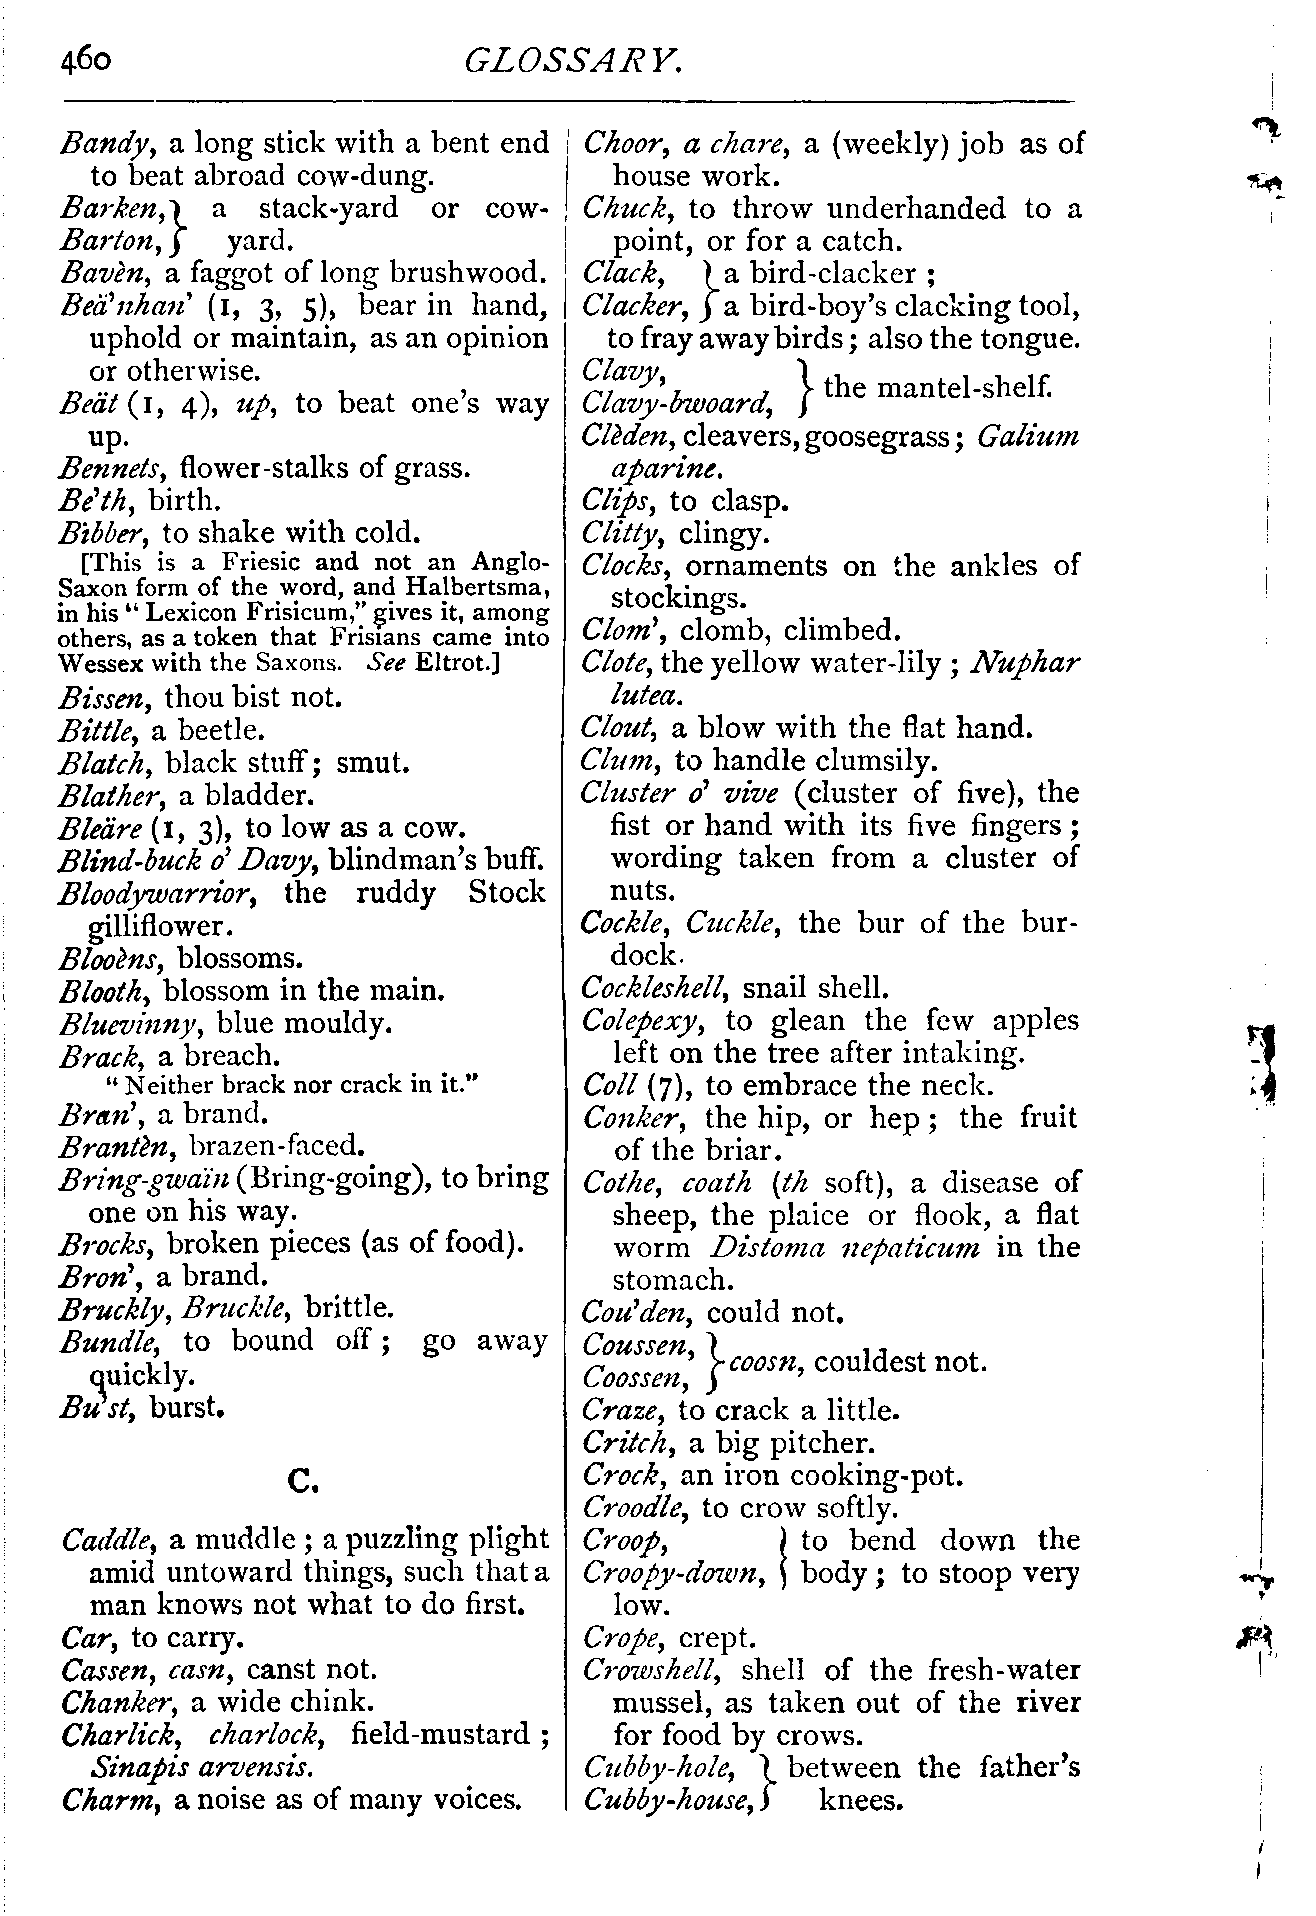 460
GLOSSARY.
Bandy, a long stick with a bent end
to beat abroad cow-dung.
Barken,} a stack-yard or cow-
Barton,} yard.
Bavèn, a faggot of long brushwood.
Beä'nhan' (1, 3, 5), bear in hand,
uphold or maintain, as an opinion
or otherwise.
Beät (1, 4), up, to beat one's way
up.
Bennets, flower-stalks of grass.
Be'th, birth.
Bibber, to shake with cold.
[This is a Friesic and not an Anglo-
Saxon form of the word, and Halbertsma,
in his "Lexicon Frisicum," gives it, among
others, as a token that Frisians came into
Wessex with the Saxons. See Eltrot.]
Bissen, thou bist not.
Bittle, a beetle.
Blatch, black stuff; smut.
Blather, a bladder.
Bleäre (1, 3), to low as a cow.
Blind-buck o' Davy, blindman's buff.
Bloodywarrior, the ruddy Stock
gilliflower.
Blooèns, blossoms.
Blooth, blossom in the main.
Bluevinny, blue mouldy.
Brack, a breach.
"Neither brack nor crack in it."
Bran', a brand.
Brantèn, brazen-faced.
Bring-gwaïn (Bring-going), to bring
one on his way.
Brocks, broken pieces (as of food).
Bron', a brand.
Bruckly, Bruckle, brittle.
Bundle, to bound off; go away
quickly.
Bu'st, burst.
C.
Caddle, a muddle; a puzzling plight
amid untoward things, such that a
man knows not what to do first.
Car, to carry.
Cassen, casn, canst not.
Chanker, a wide chink.
Charlick, charlock, field-mustard;
Sinapis arvensis.
Charm, a noise as of many voices.
Choor, a chare, a (weekly) job as of
house work.
Chuck, to throw underhanded to a
point, or for a catch.
Clack, } a bird-clacker;
Clacker, } a bird-boy's clacking tool,
to fray away birds; also the tongue.
Clavy,
Clavy-bwoard, } the mantel-shelf.
Clèden, cleavers, goosegrass; Galium
aparine.
Clips, to clasp.
Clitty, clingy.
Clocks, ornaments on the ankles of
stockings.
Clom', clomb, climbed.
Clote, the yellow water-lily; Nuphar
lutea.
Clout, a blow with the flat hand.
Clum, to handle clumsily.
Cluster o' vive (cluster of five), the
fist or hand with its five fingers;
wording taken from a cluster of
nuts.
Cockle, Cuckle, the bur of the bur-
dock.
Cockleshell, snail shell.
Colepexy, to glean the few apples
left on the tree after intaking.
Coll (7), to embrace the neck.
Conker, the hip, or hep; the fruit
of the briar.
Cothe, coath (th soft), a disease of
sheep, the plaice or flook, a flat
worm Distoma nepaticum in the
stomach.
Cou'den, could not.
Coussen,
Coossen, } coosn, couldest not.
Craze, to crack a little.
Critch, a big pitcher.
Crock, an iron cooking-pot.
Croodle, to crow softly.
Croop, } to bend down the
Croopy-down, } body; to stoop very
low.
Crope, crept.
Crowshell, shell of the fresh-water
mussel, as taken out of the river
for food by crows.
Cubby-hole, } between the father's
Cubby-house,} knees.